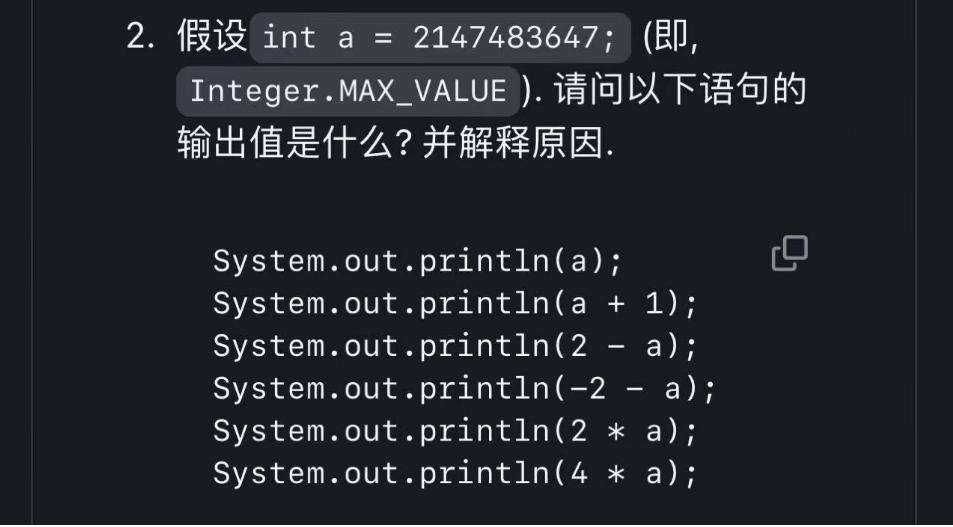 2. 假设 int a = 2147483647; (即,
Integer.MAX_VALUE). 请问以下语句的
输出值是什么? 并解释原因.
System.out.println(a);
System.out.println(a + 1);
System.out.println(2 - a);
System.out.println(-2 - a);
System.out.println(2 * a);
System.out.println(4 * a);